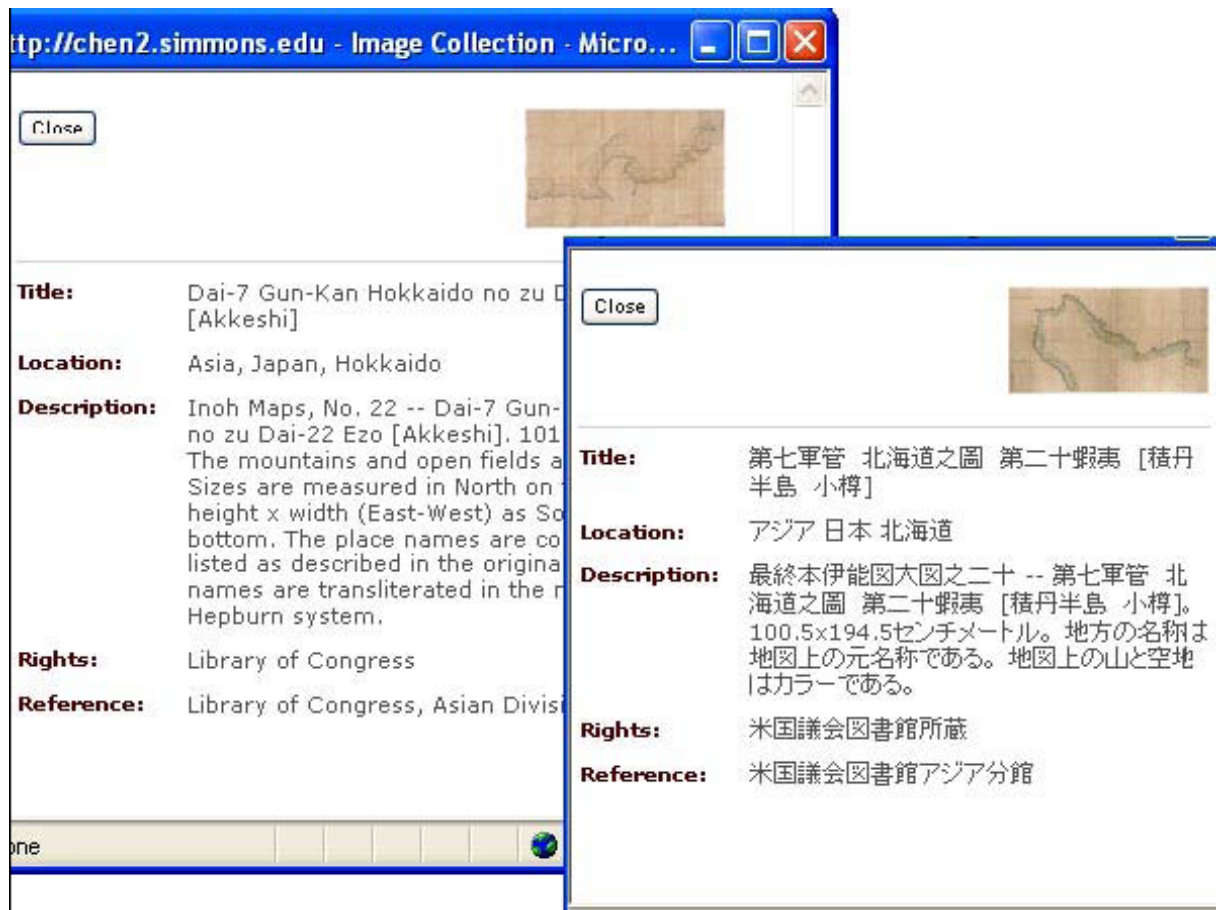 ttp://chen2.simmons.edu - Image Collection - Micro...
Close
Title: Dai-7 Gun-Kan Hokkaido no zu D
[Akkeshi]
Location: Asia, Japan, Hokkaido
Description: Inoh Maps, No. 22 -- Dai-7 Gun-
no zu Dai-22 Ezo [Akkeshi]. 101
The mountains and open fields a
Sizes are measured in North on
height x width (East-West) as So
bottom. The place names are co
listed as described in the origina
names are transliterated in the
Hepburn system.
Rights: Library of Congress
Reference: Library of Congress, Asian Divisi
one
Close
Title: 第七軍管 北海道之圖 第二十蝦夷 [積丹
半島 小樽]
Location: アジア 日本 北海道
Description: 最終本伊能図大図之二十 -- 第七軍管 北
海道之圖 第二十蝦夷 [積丹半島 小樽]。
100.5x194.5センチメートル。地方の名称は
地図上の元名称である。地図上の山と空地
はカラーである。
Rights: 米国議会図書館所蔵
Reference: 米国議会図書館アジア分館